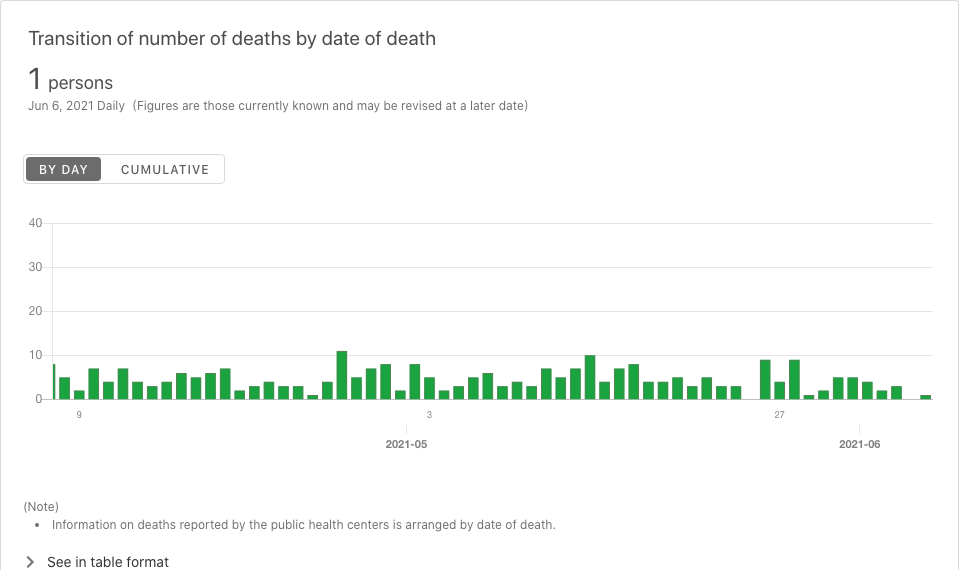 Transition of number of deaths by date of death
1 persons
Jun 6, 2021 Daily (Figures are those currently known and may be revised at a later date)
BY DAY CUMULATIVE
40
30
20
10
0
9 3 27
2021-05 2021-06
(Note)
• Information on deaths reported by the public health centers is arranged by date of death.
See in table format